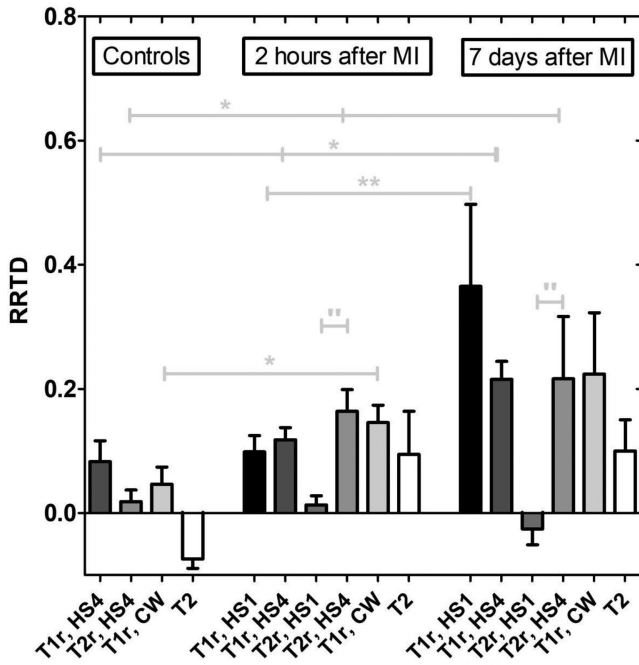 0.8
Controls
2 hours after MI
7 days after MI
*
0.6
*
**
0.4
"
"
*
0.2
0.0
RRTD
T1r, HS4
T2r, HS4
T1r, CW
T2
T1r, HS1
T1r, HS4
T2r, HS1
T2r, HS4
T1r, CW
T2
T1r, HS1
T1r, HS4
T2r, HS1
T2r, HS4
T1r, CW
T2